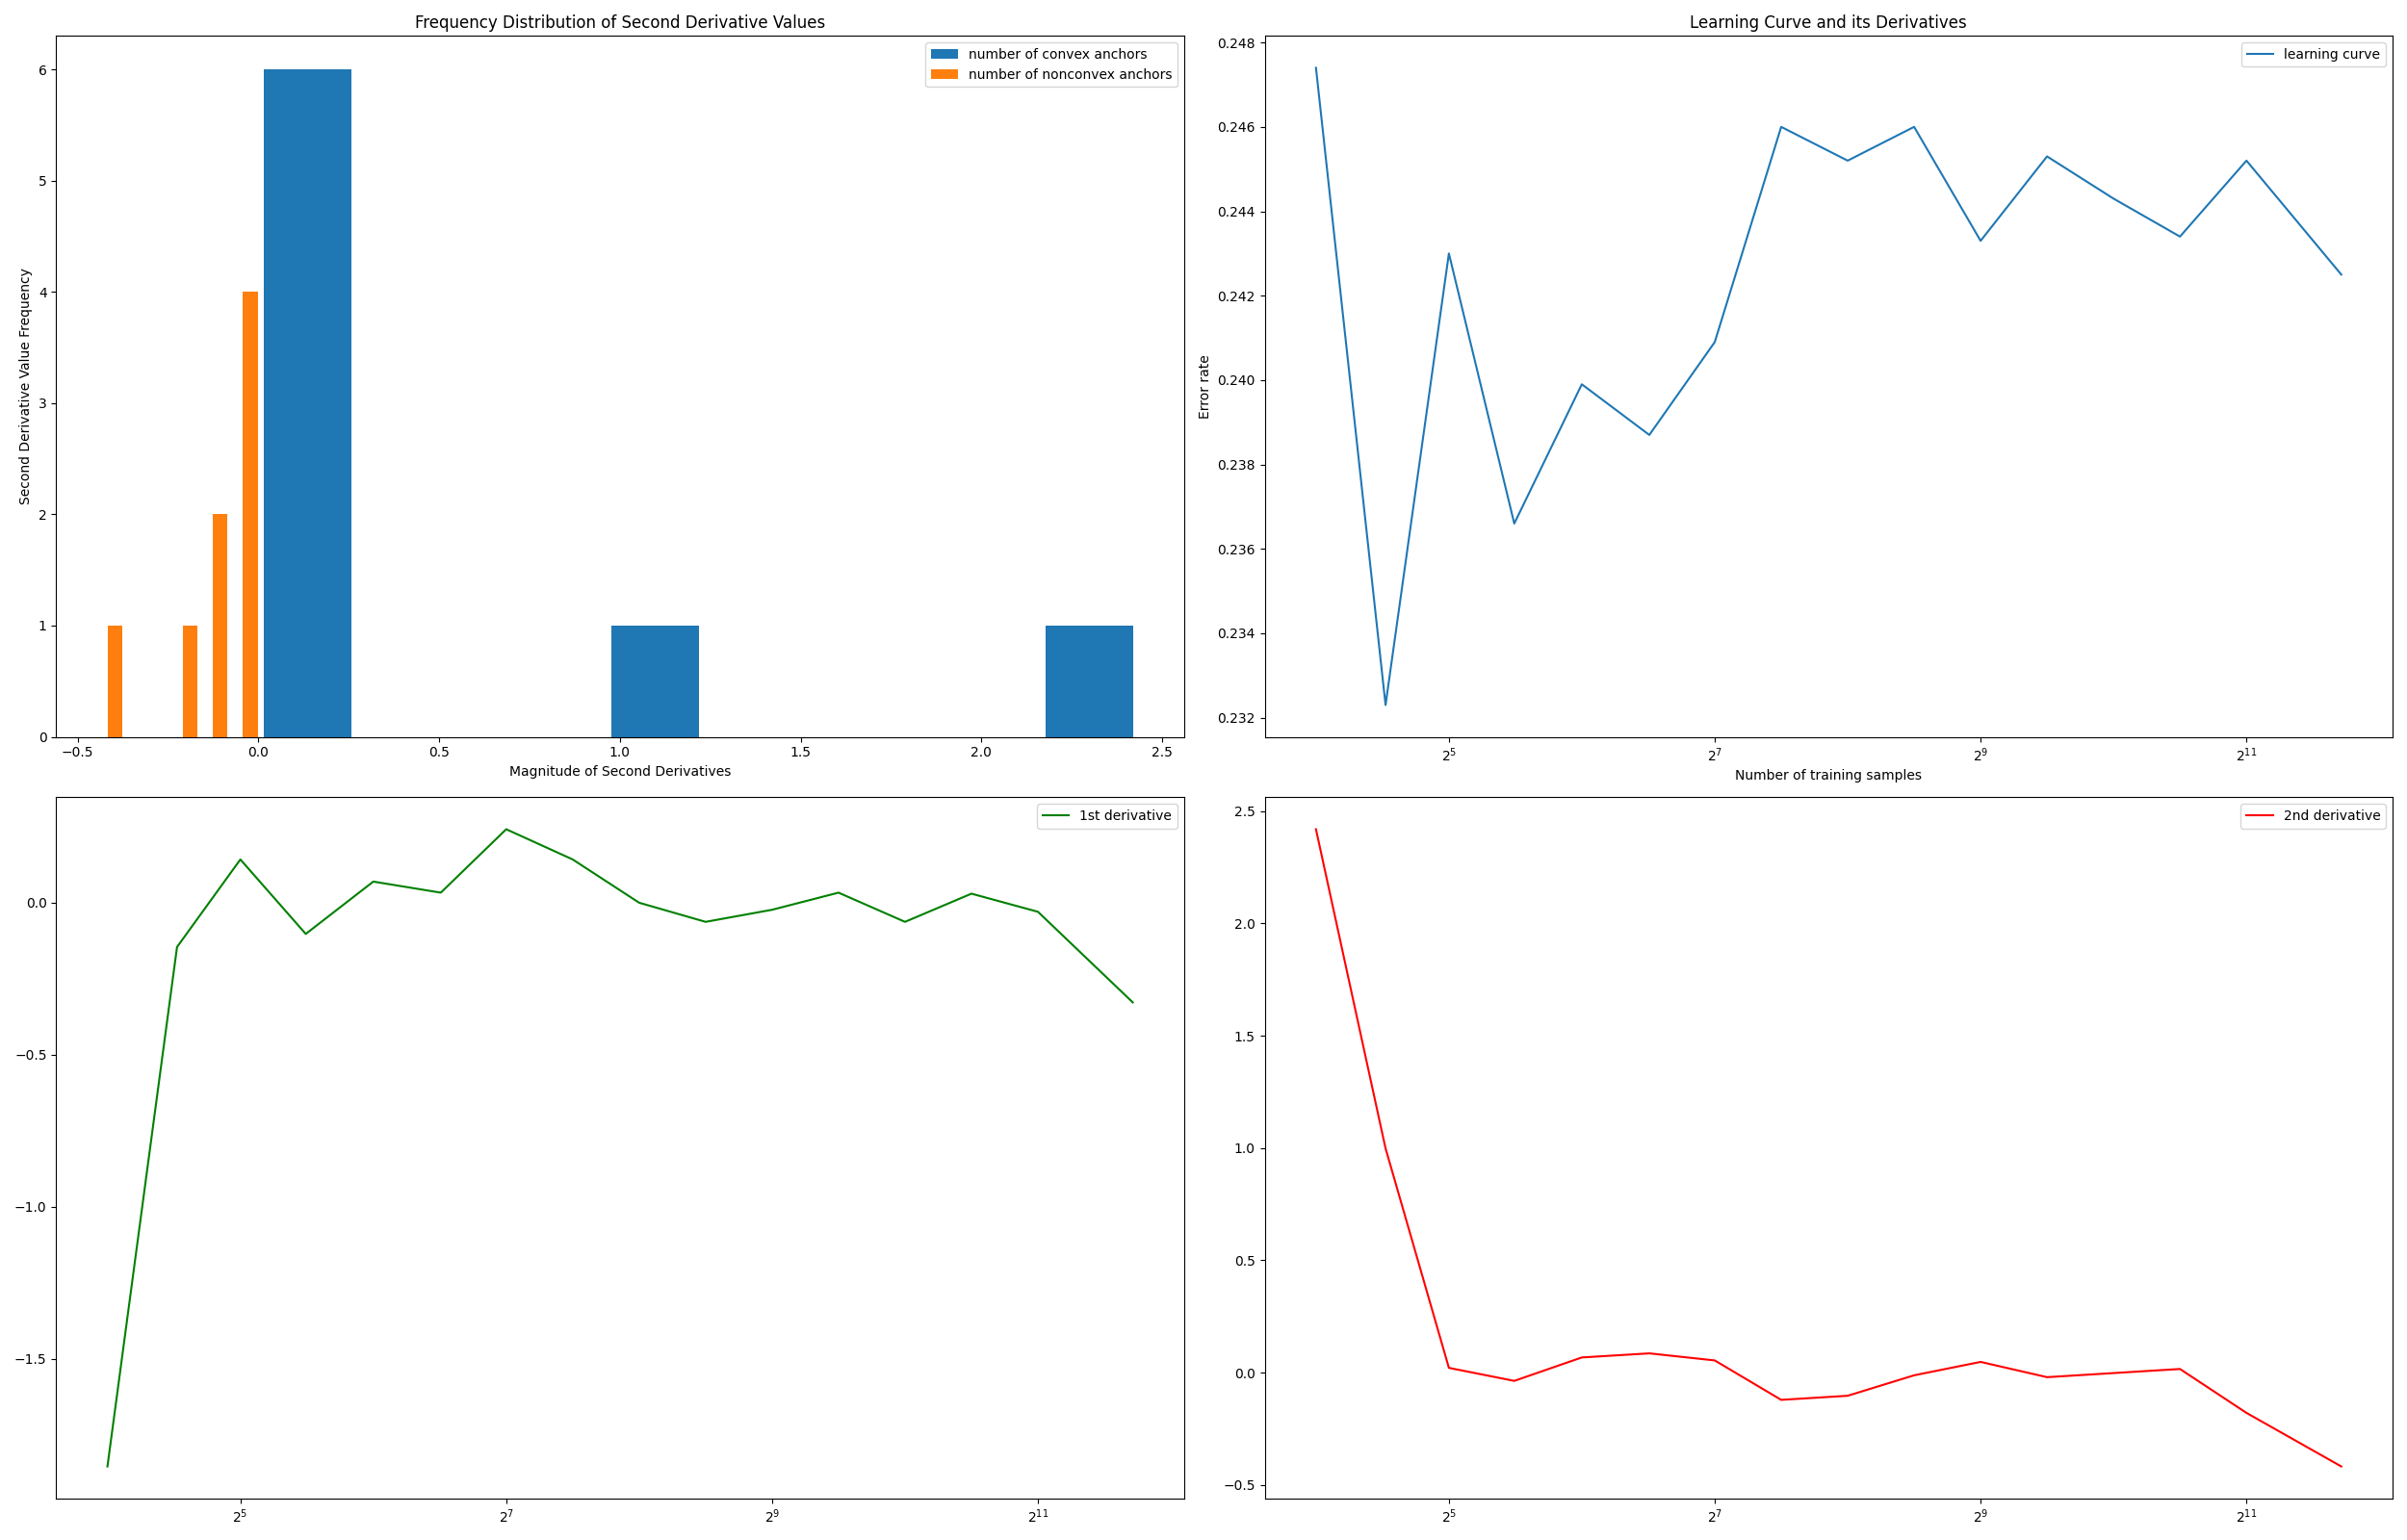 Frequency Distribution of Second Derivative Values
number of convex anchors
number of nonconvex anchors
Second Derivative Value Frequency
6
5
4
3
2
1
0
−0.5 0.0 0.5 1.0 1.5 2.0 2.5
Magnitude of Second Derivatives
Learning Curve and its Derivatives
learning curve
Error rate
0.248
0.246
0.244
0.242
0.240
0.238
0.236
0.234
0.232
2^5 2^7 2^9 2^11
Number of training samples
1st derivative
0.0
−0.5
−1.0
−1.5
2^5 2^7 2^9 2^11
2nd derivative
2.5
2.0
1.5
1.0
0.5
0.0
−0.5
2^5 2^7 2^9 2^11